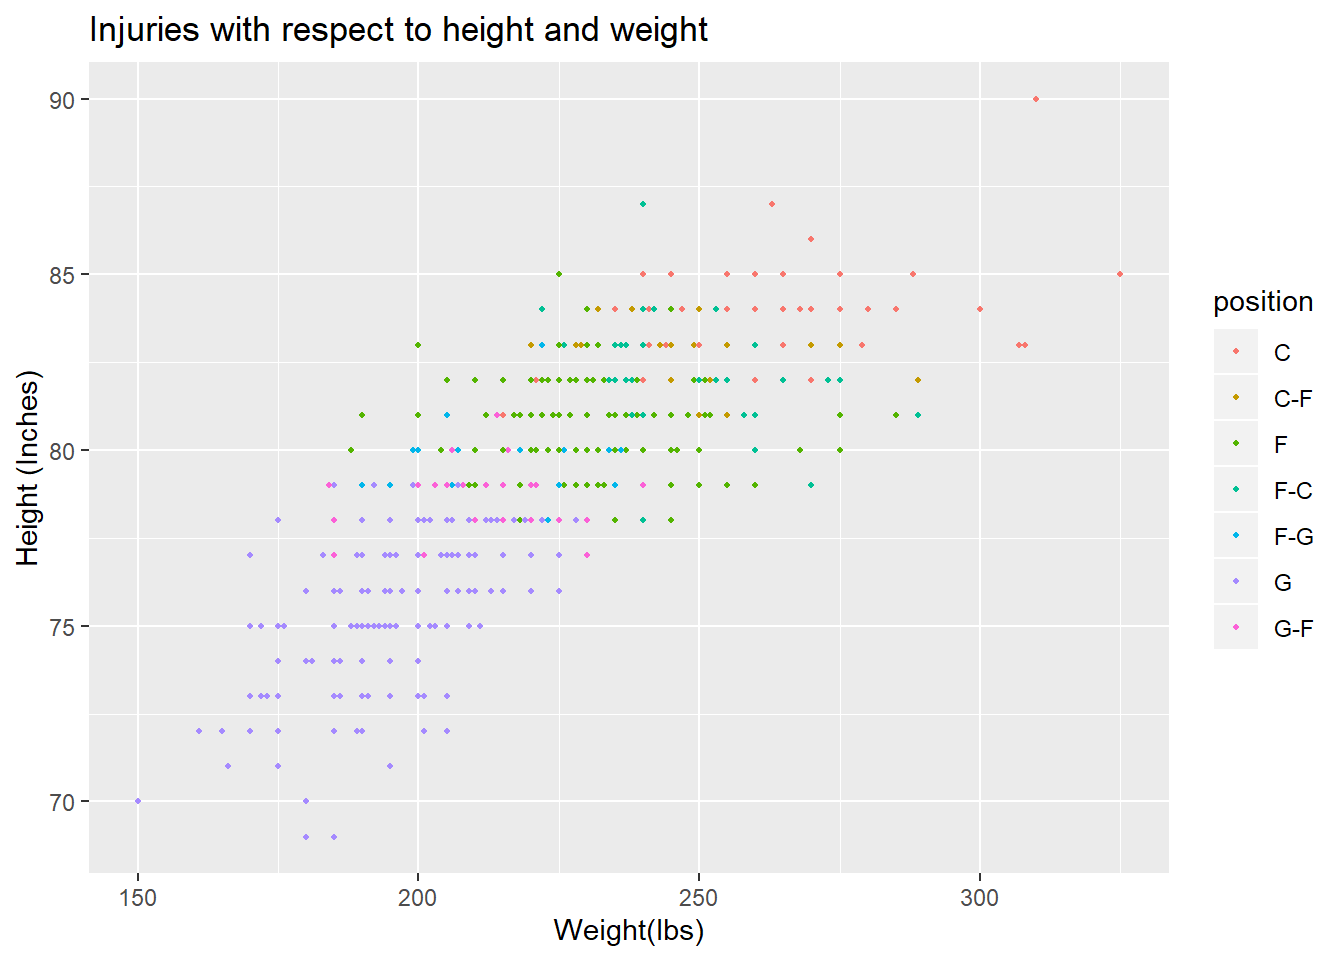 Injuries with respect to height and weight
90
85
80
75
70
Height (Inches)
150
200
250
300
Weight(lbs)
position
C
C-F
F
F-C
F-G
G
G-F